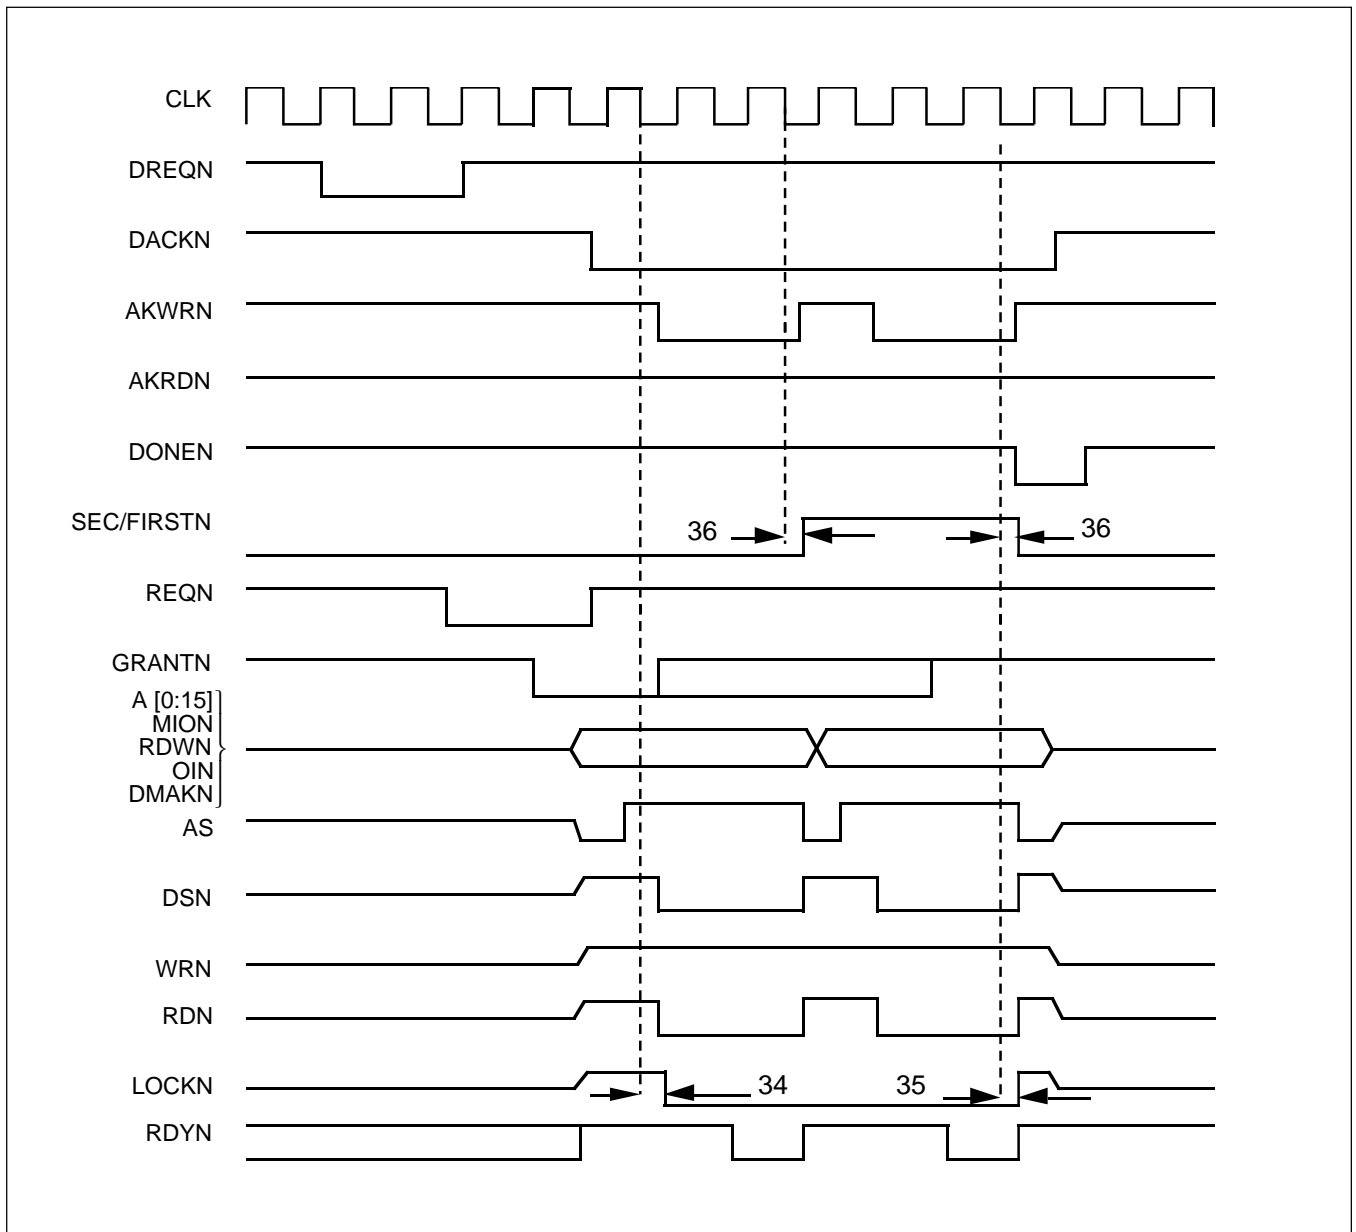 CLK
DREQN
DACKN
AKWRN
AKRDN
DONEN
SEC/FIRSTN
36
36
REQN
GRANTN
A [0:15]
MION
RDWN
OIN
DMAKN
AS
DSN
WRN
RDN
LOCKN
34
35
RDYN